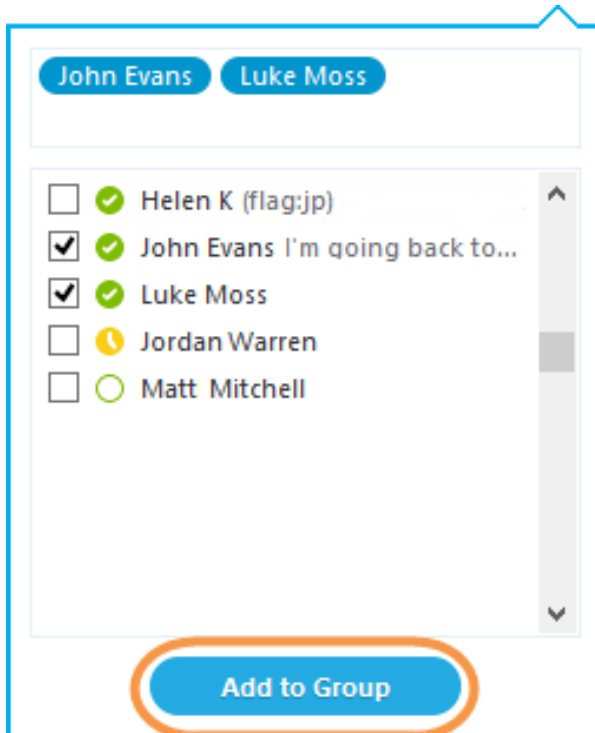 John Evans Luke Moss
Helen K (flag:jp)
John Evans I'm going back to...
Luke Moss
Jordan Warren
Matt Mitchell
Add to Group